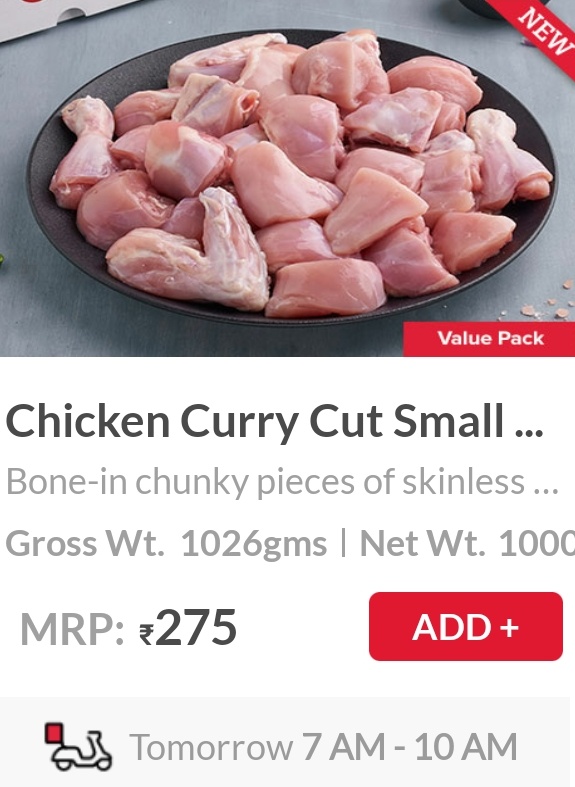 NEW
Value Pack
Chicken Curry Cut Small ...
Bone-in chunky pieces of skinless ...
Gross Wt. 1026gms | Net Wt. 1000
MRP: ₹275
ADD +
Tomorrow 7 AM - 10 AM